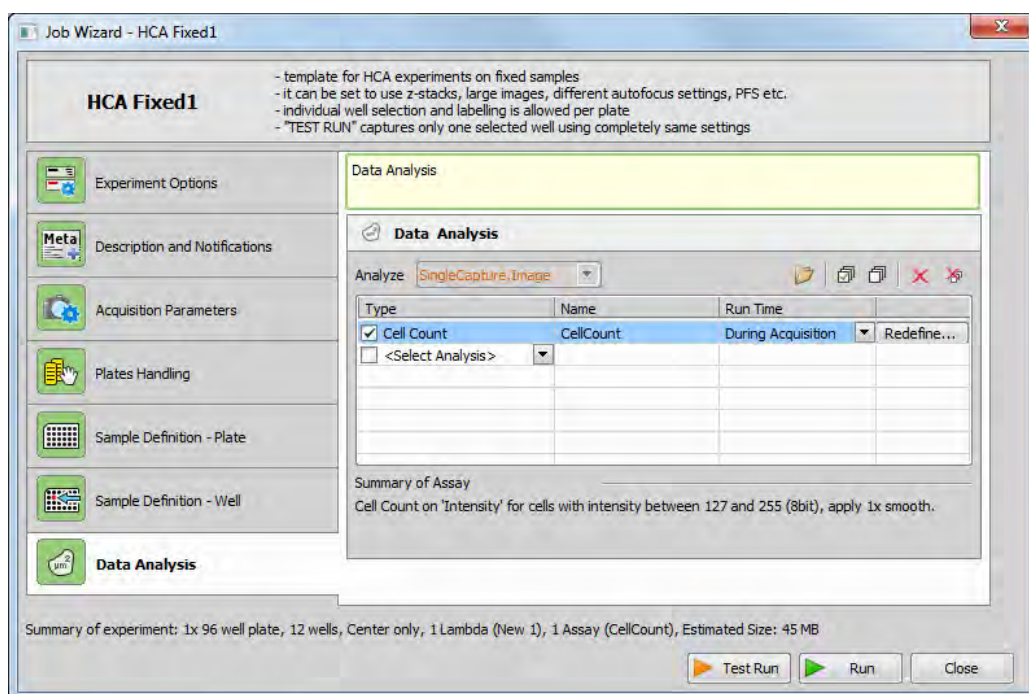 Job Wizard - HCA Fixed1
HCA Fixed1
- template for HCA experiments on fixed samples
- it can be set to use z-stacks, large images, different autofocus settings, PFS etc.
- individual well selection and labelling is allowed per plate
- "TEST RUN" captures only one selected well using completely same settings
Experiment Options
Meta
Description and Notifications
Acquisition Parameters
Plates Handling
Sample Definition - Plate
Sample Definition - Well
μm²
Data Analysis
Data Analysis
Data Analysis
Analyze SingleCapture.Image
Type Name Run Time
Cell Count CellCount During Acquisition Redefine...
<Select Analysis>
Summary of Assay
Cell Count on 'Intensity' for cells with intensity between 127 and 255 (8bit), apply 1x smooth.
Summary of experiment: 1x 96 well plate, 12 wells, Center only, 1 Lambda (New 1), 1 Assay (CellCount), Estimated Size: 45 MB
Test Run Run Close